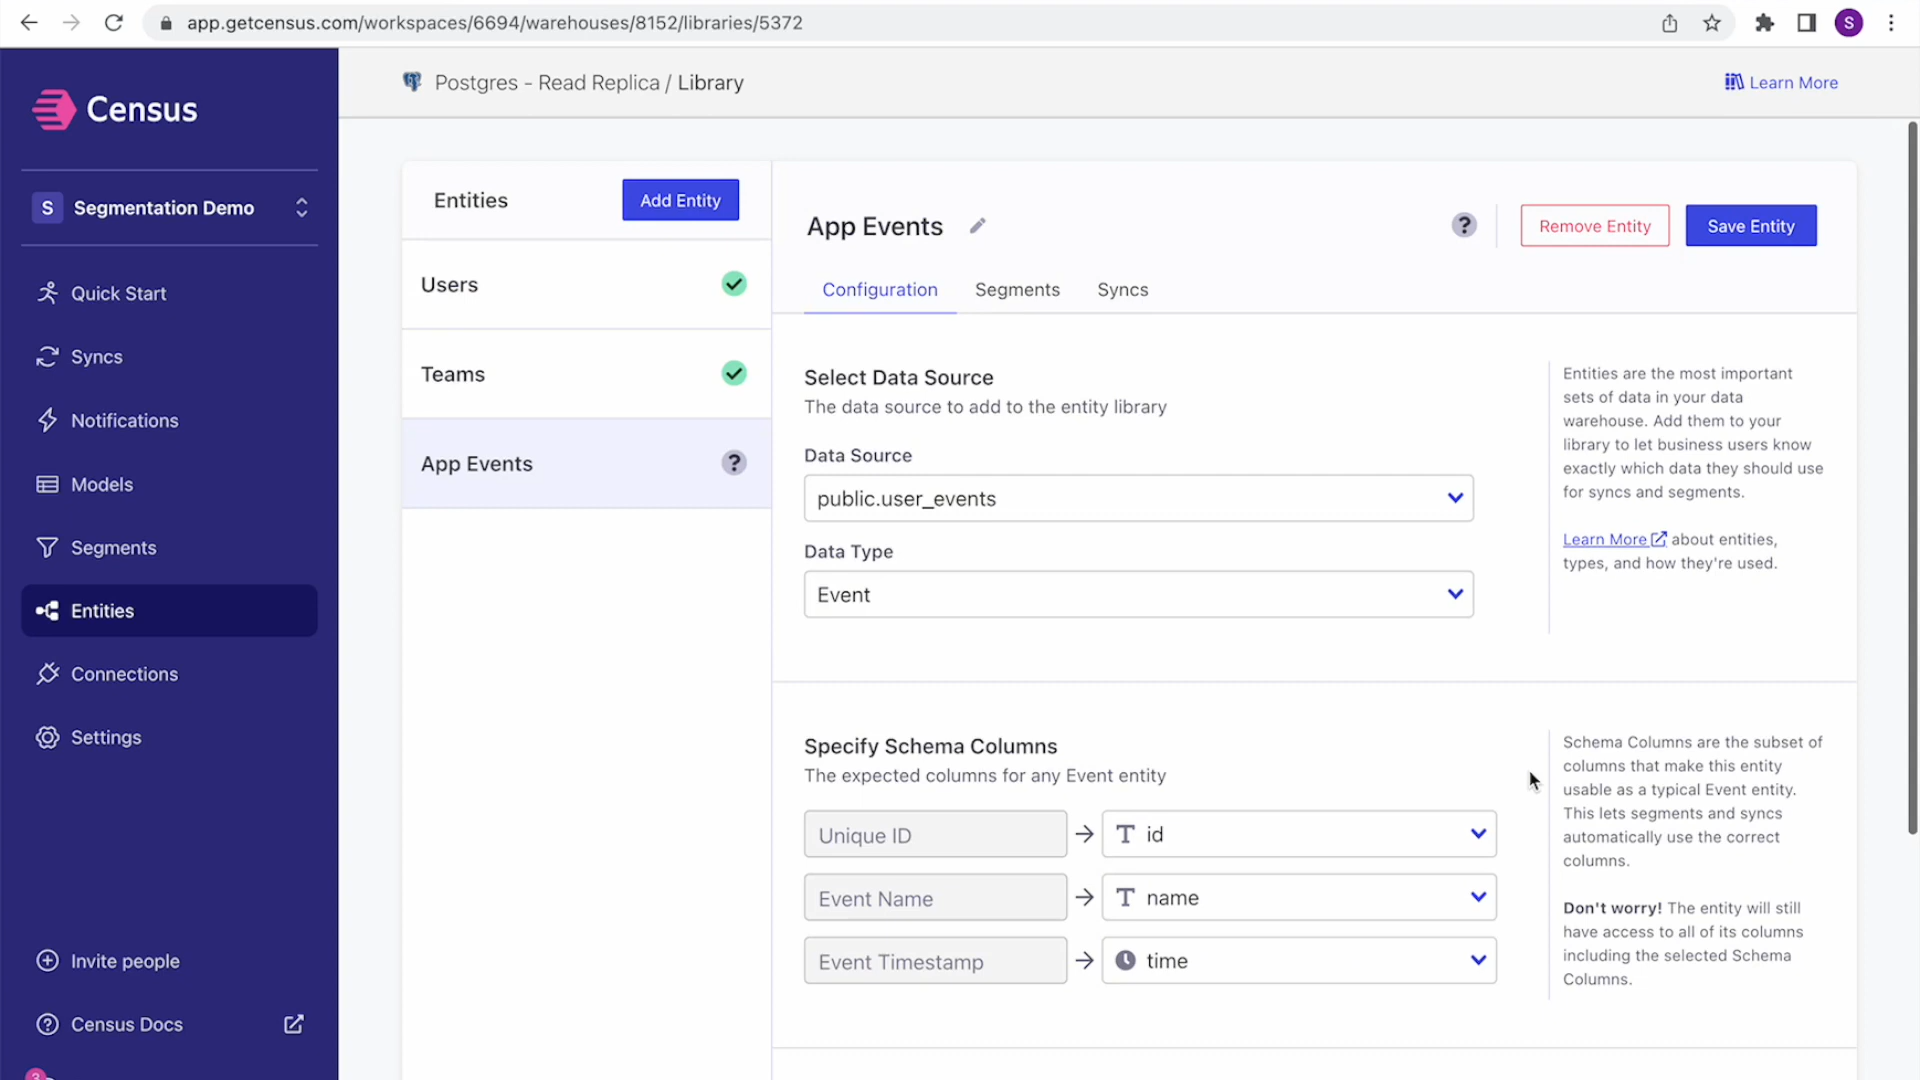 app.getcensus.com/workspaces/6694/warehouses/8152/libraries/5372
S
Census
S Segmentation Demo
Quick Start
Syncs
Notifications
Models
Segments
Entities
Connections
Settings
Invite people
Census Docs
3
Postgres - Read Replica / Library
Learn More
Entities
Add Entity
Users
Teams
App Events
?
App Events
?
Remove Entity
Save Entity
Configuration
Segments
Syncs
Select Data Source
The data source to add to the entity library
Data Source
public.user_events
Data Type
Event
Entities are the most important
sets of data in your data
warehouse. Add them to your
library to let business users know
exactly which data they should use
for syncs and segments.
Learn More about entities,
types, and how they're used.
Specify Schema Columns
The expected columns for any Event entity
Unique ID → T id
Event Name → T name
Event Timestamp → time
Schema Columns are the subset of
columns that make this entity
usable as a typical Event entity.
This lets segments and syncs
automatically use the correct
columns.
Don't worry! The entity will still
have access to all of its columns
including the selected Schema
Columns.